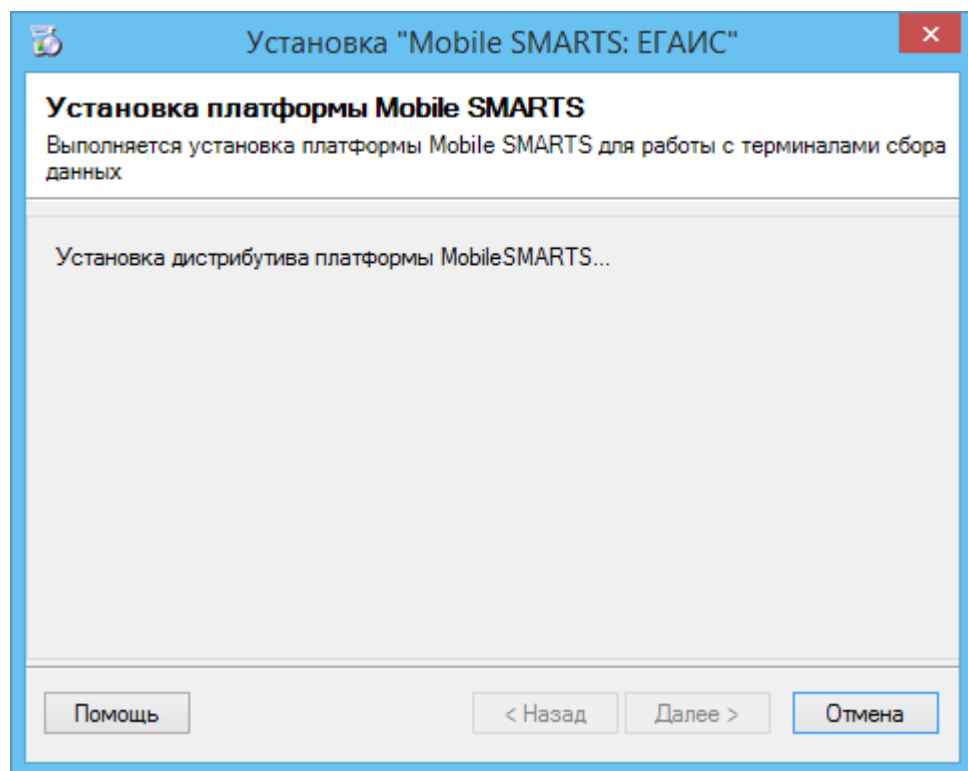 Установка "Mobile SMARTS: ЕГАИС"
Установка платформы Mobile SMARTS
Выполняется установка платформы Mobile SMARTS для работы с терминалами сбора
данных
Установка дистрибутива платформы MobileSMARTS...
Помощь
< Назад
Далее >
Отмена